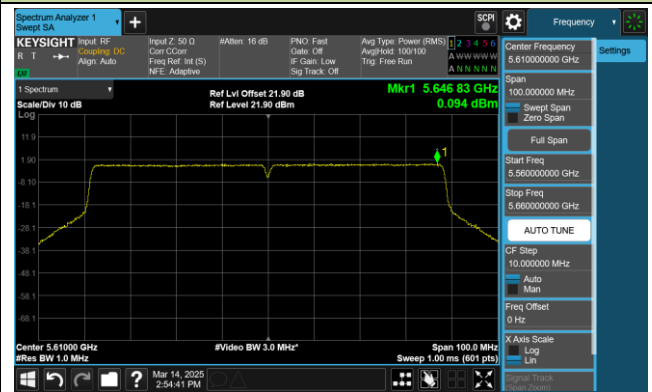 Spectrum Analyzer 1
Swept SA
SCPI
Frequency
KEYSIGHT
R T
LXI
Input: RF
Coupling: DC
Align: Auto
Input Z: 50 Ω
Corr CCorr
Freq Ref: Int (S)
NFE: Adaptive
#Atten: 16 dB
PNO: Fast
Gate: Off
IF Gain: Low
Sig Track: Off
Avg Type: Power (RMS)
Avg|Hold: 100/100
Trig: Free Run
1 2 3 4 5 6
A W W W W W
A N N N N N
Center Frequency
5.610000000 GHz
Settings
Span
100.000000 MHz
Swept Span
Zero Span
Full Span
Start Freq
5.560000000 GHz
Stop Freq
5.660000000 GHz
AUTO TUNE
CF Step
10.000000 MHz
Auto
Man
Freq Offset
0 Hz
X Axis Scale
Log
Lin
Signal Track
(Span Zoom)
1 Spectrum
Scale/Div 10 dB
Log
Ref Lvl Offset 21.90 dB
Ref Level 21.90 dBm
Mkr1 5.646 83 GHz
0.094 dBm
1
11.9
1.90
-8.10
-18.1
-28.1
-38.1
-48.1
-58.1
-68.1
Center 5.61000 GHz
#Res BW 1.0 MHz
#Video BW 3.0 MHz*
Span 100.0 MHz
Sweep 1.00 ms (601 pts)
?
Mar 14, 2025
2:54:41 PM